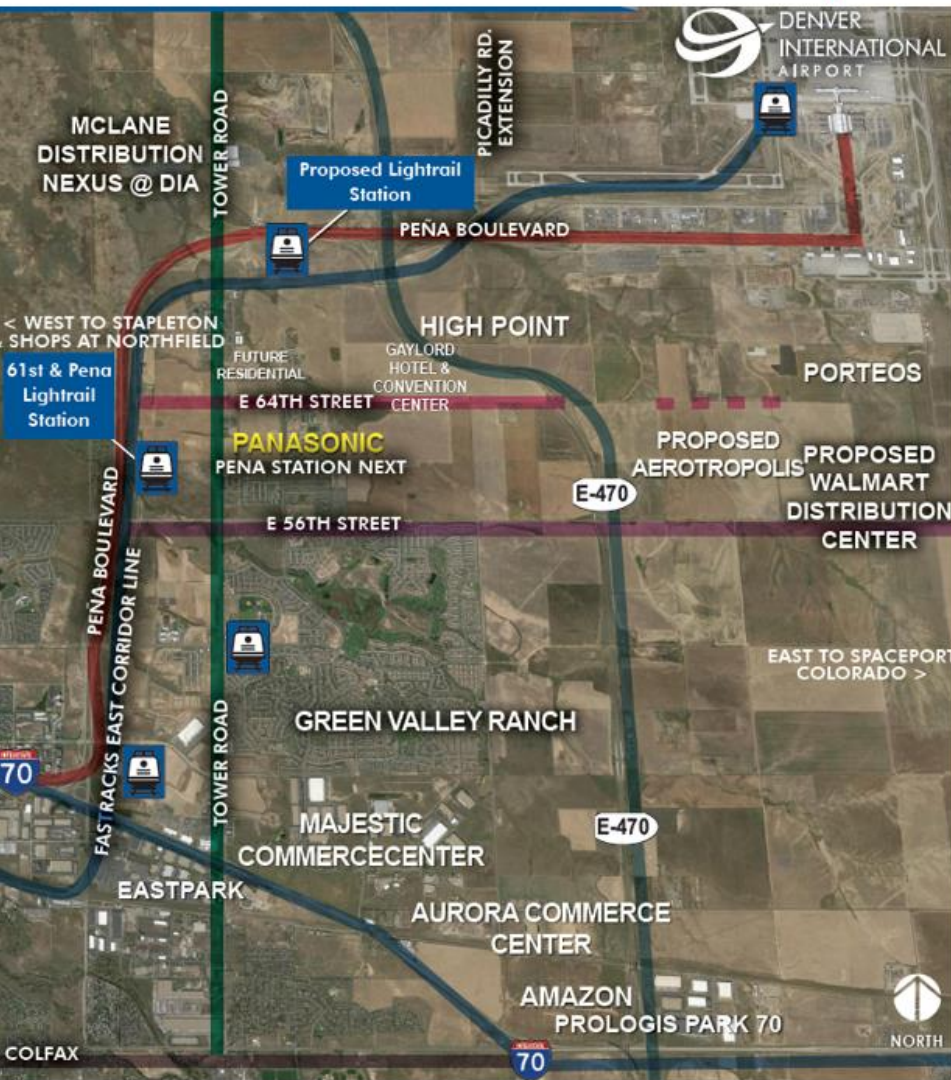 DENVER
INTERNATIONAL
AIRPORT
PICADILLY RD.
EXTENSION
TOWER ROAD
MCLANE
DISTRIBUTION
NEXUS @ DIA
Proposed Lightrail
Station
PEÑA BOULEVARD
< WEST TO STAPLETON
& SHOPS AT NORTHFIELD
FUTURE
RESIDENTIAL
HIGH POINT
GAYLORD
HOTEL &
CONVENTION
CENTER
61st & Pena
Lightrail
Station
PORTEOS
E 64TH STREET
PANASONIC
PENA STATION NEXT
PROPOSED
AEROTROPOLIS
PROPOSED
WALMART
DISTRIBUTION
CENTER
E-470
E 56TH STREET
PEÑA BOULEVARD
FASTRACKS EAST CORRIDOR LINE
EAST TO SPACEPORT
COLORADO >
GREEN VALLEY RANCH
TOWER ROAD
INTERSTATE
70
MAJESTIC
COMMERCECENTER
E-470
EASTPARK
AURORA COMMERCE
CENTER
AMAZON
PROLOGIS PARK 70
NORTH
COLFAX
INTERSTATE
70